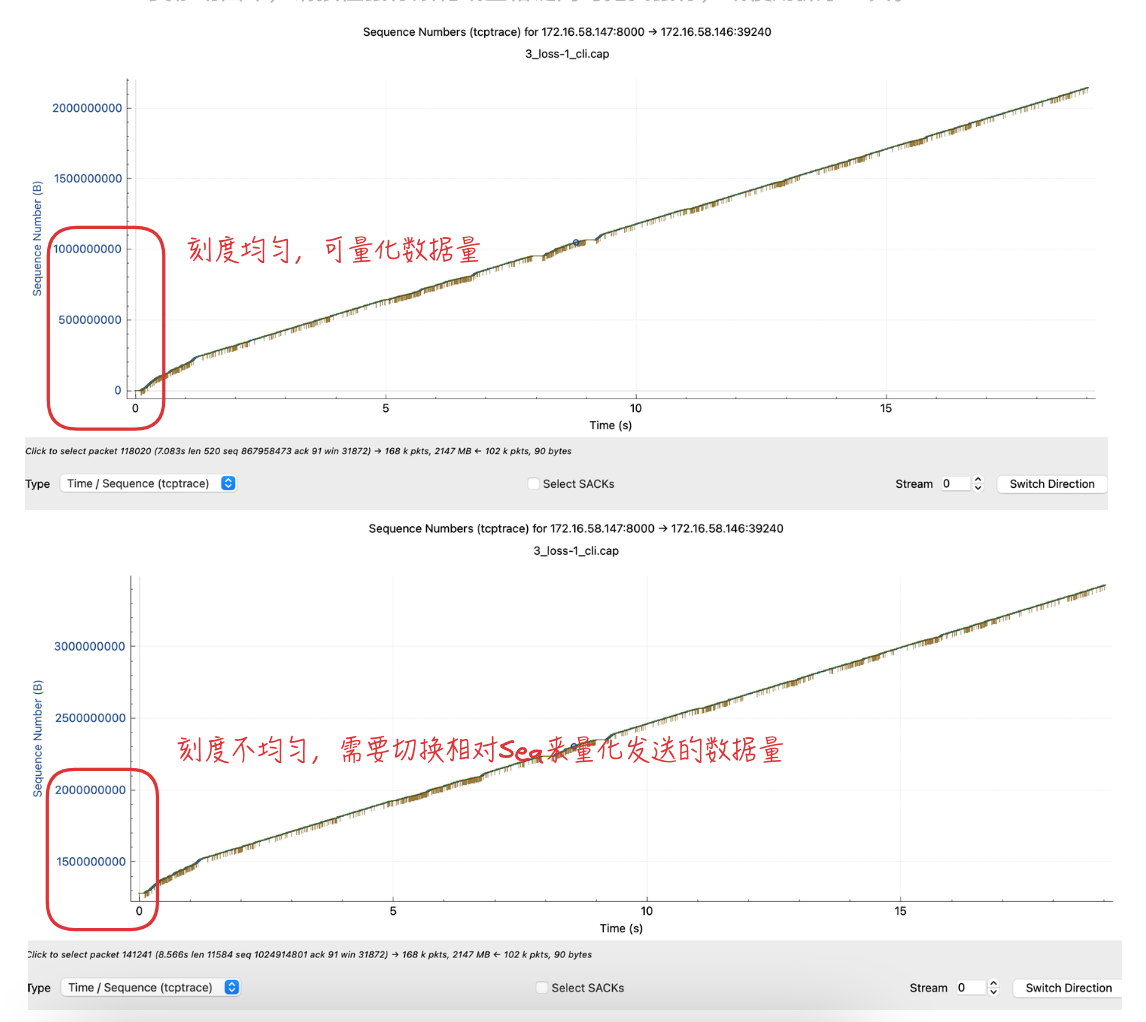 Sequence Numbers (tcptrace) for 172.16.58.147:8000 → 172.16.58.146:39240
3_loss-1_cli.cap
2000000000
1500000000
1000000000
500000000
0
Sequence Number (B)
刻度均匀，可量化数据量
0 5 10 15
Time (s)
Click to select packet 118020 (7.083s len 520 seq 867958473 ack 91 win 31872) → 168 k pkts, 2147 MB ← 102 k pkts, 90 bytes
Type Time / Sequence (tcptrace) Select SACKs Stream 0 Switch Direction
Sequence Numbers (tcptrace) for 172.16.58.147:8000 → 172.16.58.146:39240
3_loss-1_cli.cap
3000000000
2500000000
2000000000
1500000000
Sequence Number (B)
刻度不均匀，需要切换相对Seq来量化发送的数据量
0 5 10 15
Time (s)
Click to select packet 141241 (8.566s len 11584 seq 1024914801 ack 91 win 31872) → 168 k pkts, 2147 MB ← 102 k pkts, 90 bytes
Type Time / Sequence (tcptrace) Select SACKs Stream 0 Switch Direction